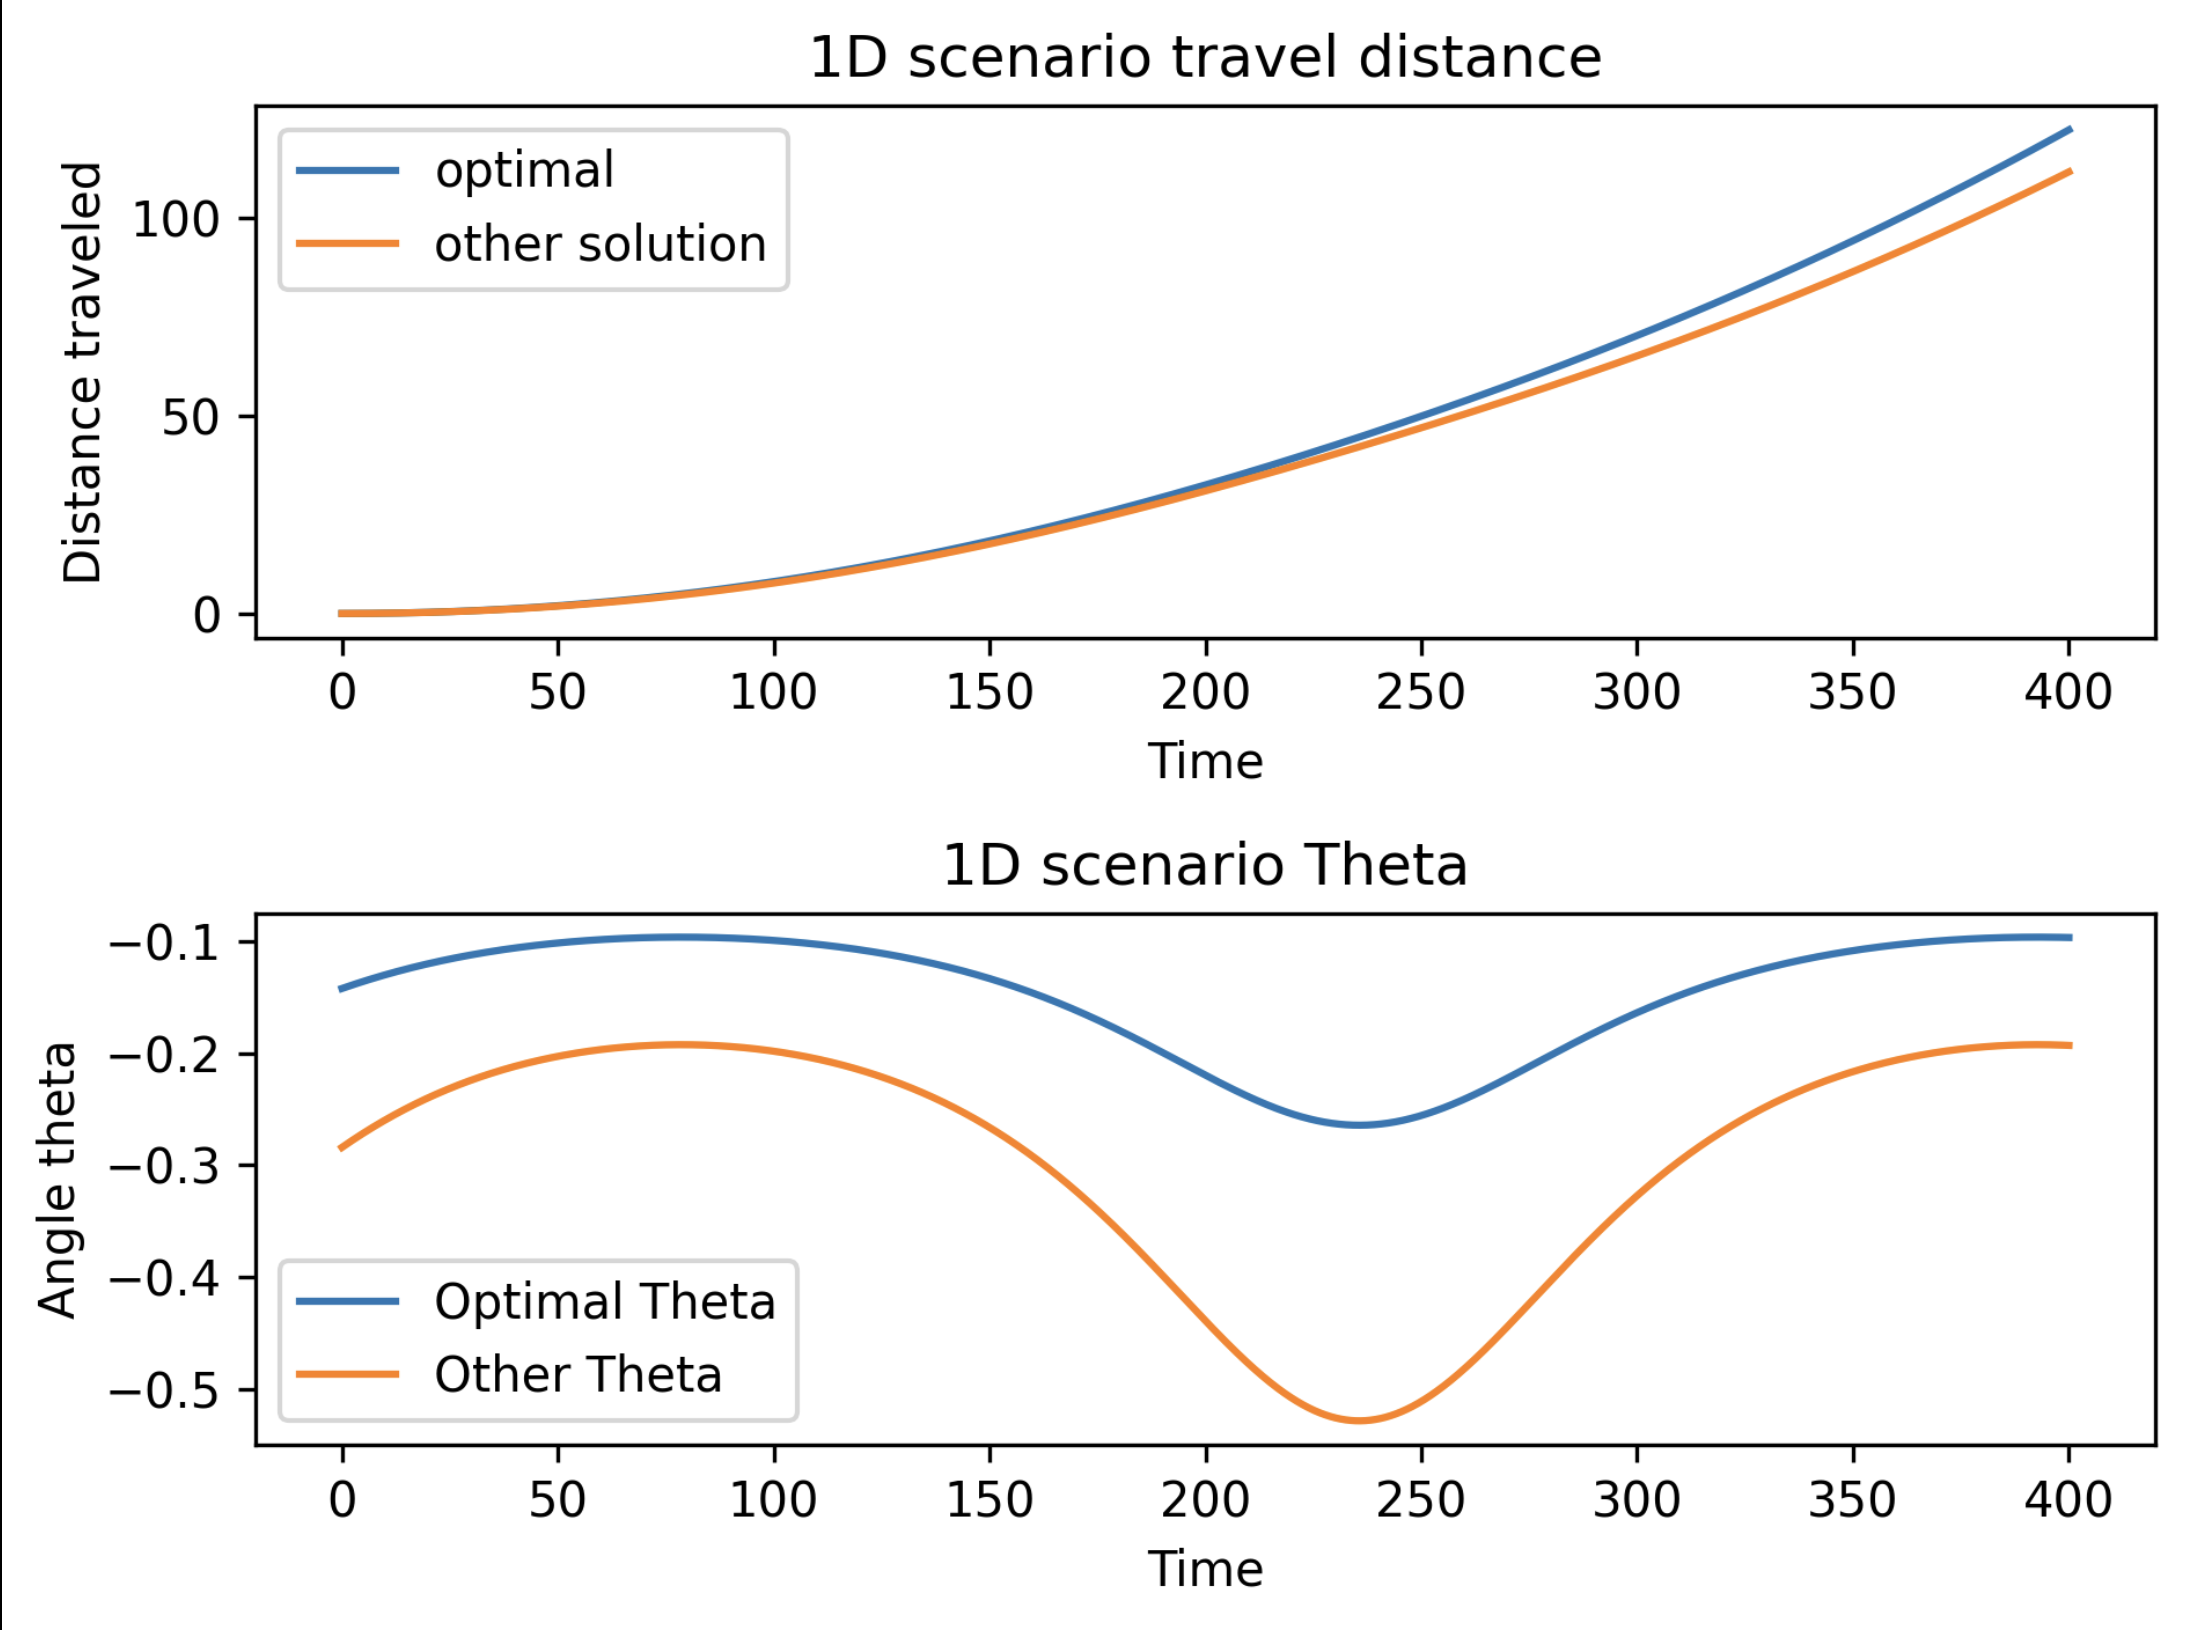 1D scenario travel distance
optimal
other solution
Distance traveled
100
50
0
0 50 100 150 200 250 300 350 400
Time
1D scenario Theta
Angle theta
−0.1
−0.2
−0.3
−0.4
−0.5
Optimal Theta
Other Theta
0 50 100 150 200 250 300 350 400
Time